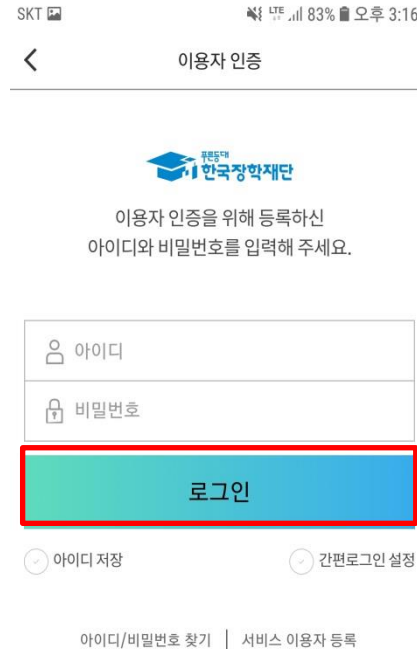 SKT LTE 83% 오후 3:16
이용자 인증
푸른등대
한국장학재단
이용자 인증을 위해 등록하신
아이디와 비밀번호를 입력해 주세요.
아이디
비밀번호
로그인
아이디 저장 간편로그인 설정
아이디/비밀번호 찾기 | 서비스 이용자 등록